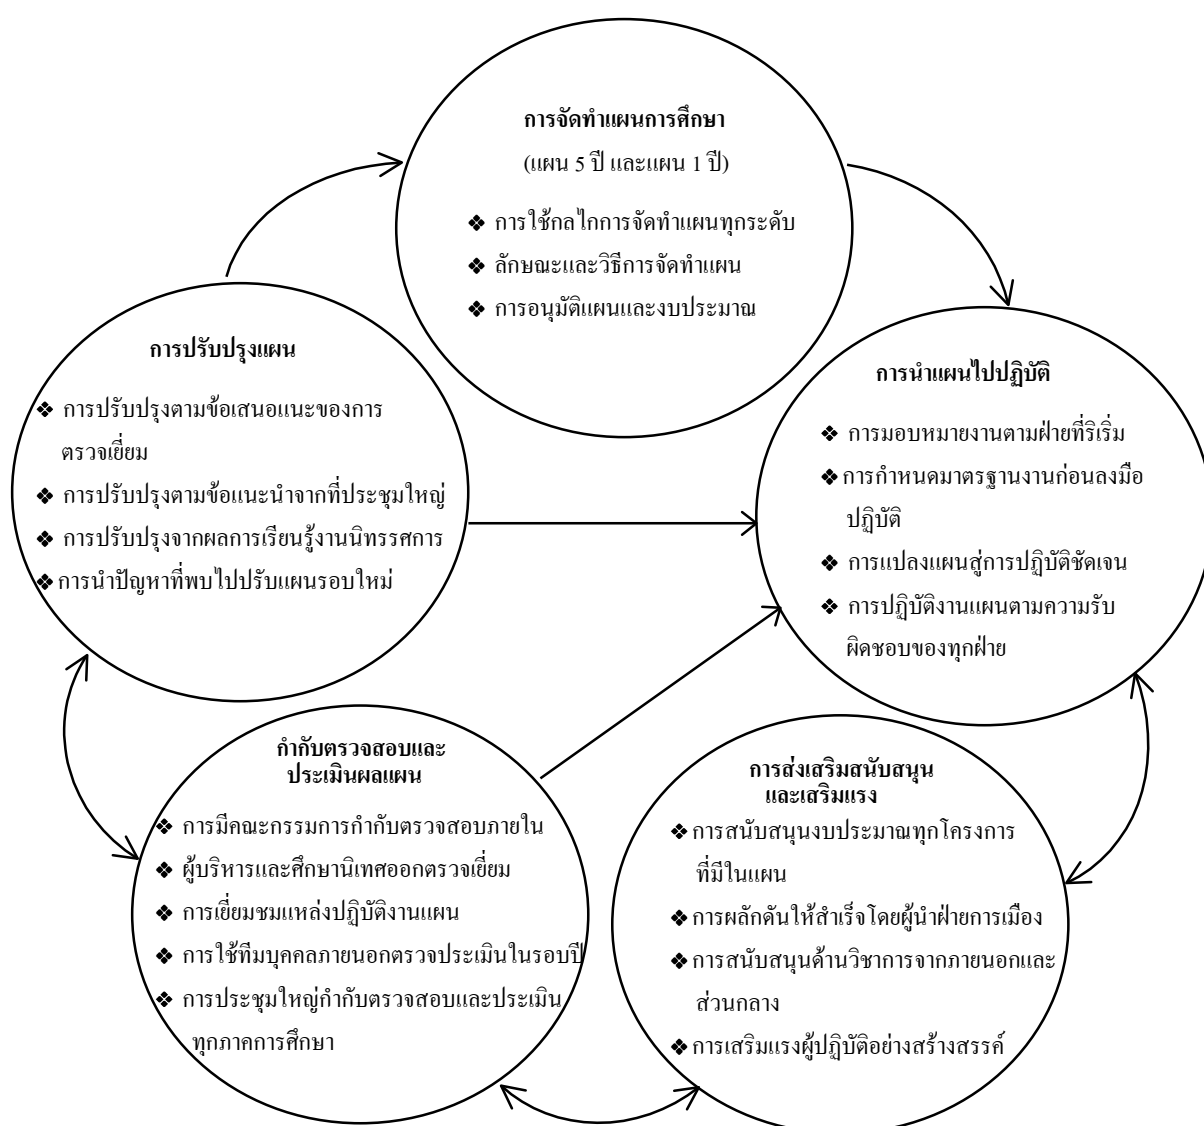 การจัดทำแผนการศึกษา
(แผน 5 ปี และแผน 1 ปี)
❖ การใช้กลไกการจัดทำแผนทุกระดับ
❖ ลักษณะและวิธีการจัดทำแผน
❖ การอนุมัติแผนและงบประมาณ
การปรับปรุงแผน
❖ การปรับปรุงตามข้อเสนอแนะของการ
ตรวจเยี่ยม
❖ การปรับปรุงตามข้อแนะนำจากที่ประชุมใหญ่
❖ การปรับปรุงจากผลการเรียนรู้งานนิทรรศการ
❖ การนำปัญหาที่พบไปปรับแผนรอบใหม่
การนำแผนไปปฏิบัติ
❖ การมอบหมายงานตามฝ่ายที่ริเริ่ม
❖ การกำหนดมาตรฐานงานก่อนลงมือ
ปฏิบัติ
❖ การแปลงแผนสู่การปฏิบัติชัดเจน
❖ การปฏิบัติงานแผนตามความรับ
ผิดชอบของทุกฝ่าย
กำกับตรวจสอบและ
ประเมินผลแผน
❖ การมีคณะกรรมการกำกับตรวจสอบภายใน
❖ ผู้บริหารและศึกษานิเทศออกตรวจเยี่ยม
❖ การเยี่ยมชมแหล่งปฏิบัติงานแผน
❖ การใช้ทีมบุคคลภายนอกตรวจประเมินในรอบปี
❖ การประชุมใหญ่กำกับตรวจสอบและประเมิน
ทุกภาคการศึกษา
การส่งเสริมสนับสนุน
และเสริมแรง
❖ การสนับสนุนงบประมาณทุกโครงการ
ที่มีในแผน
❖ การผลักดันให้สำเร็จโดยผู้นำฝ่ายการเมือง
❖ การสนับสนุนด้านวิชาการจากภายนอกและ
ส่วนกลาง
❖ การเสริมแรงผู้ปฏิบัติอย่างสร้างสรรค์